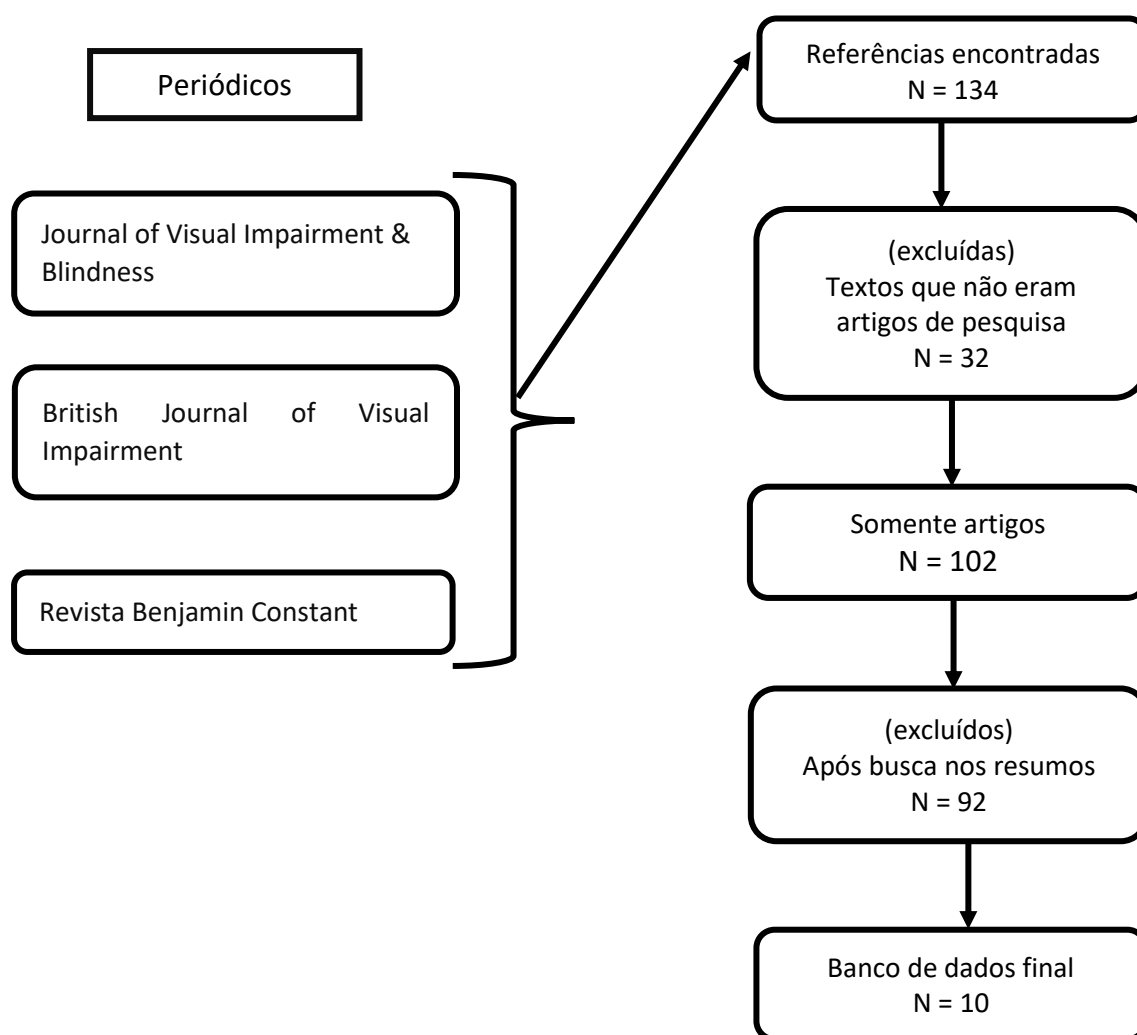 Periódicos
Journal of Visual Impairment &
Blindness
British Journal of Visual
Impairment
Revista Benjamin Constant
Referências encontradas
N = 134
(excluídas)
Textos que não eram
artigos de pesquisa
N = 32
Somente artigos
N = 102
(excluídos)
Após busca nos resumos
N = 92
Banco de dados final
N = 10